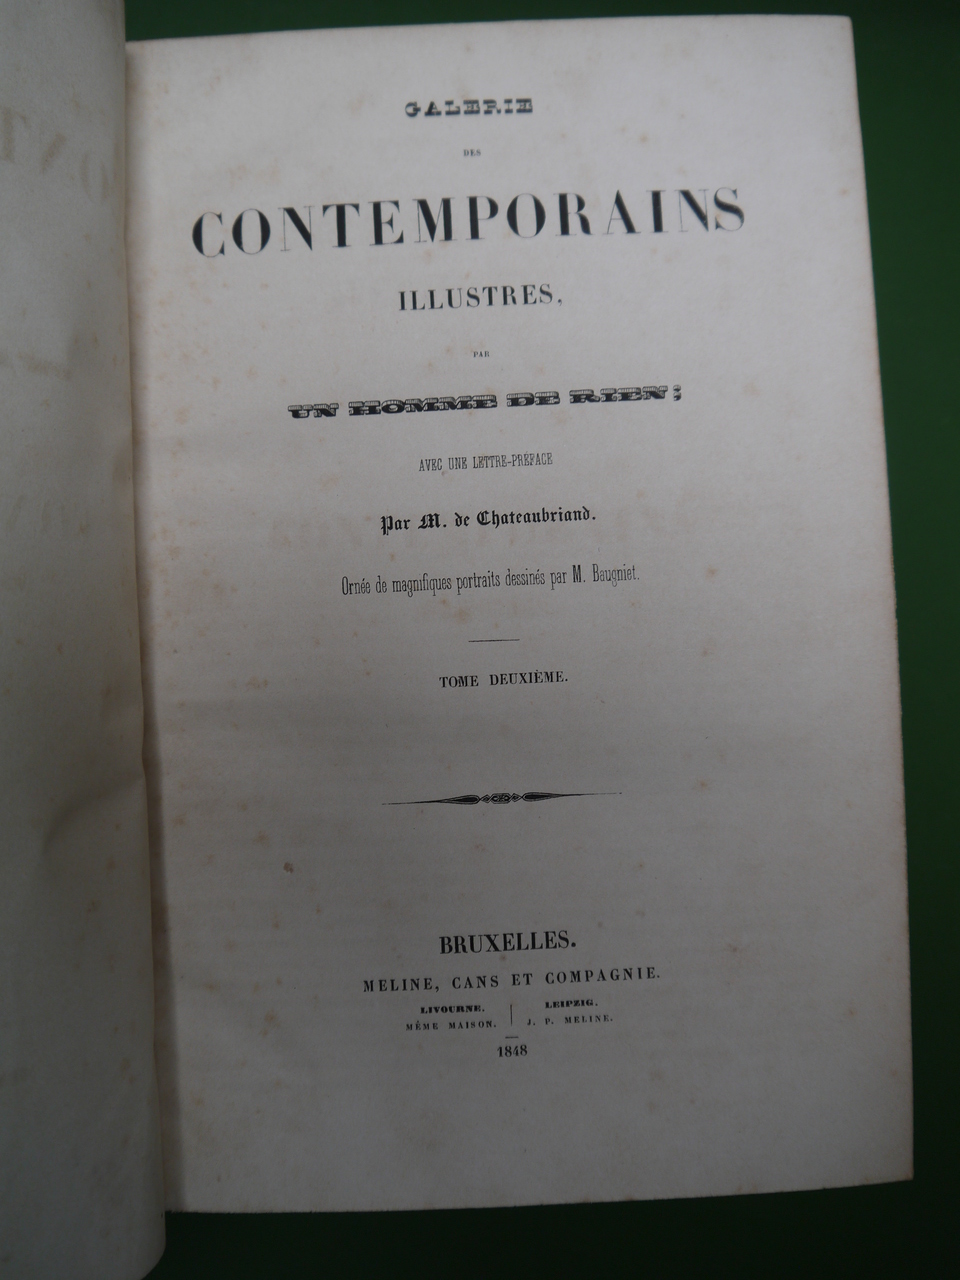 GALERIE
DES
CONTEMPORAINS
ILLUSTRES,
PAR
UN HOMME DE RIEN;
AVEC UNE LETTRE-PRÉFACE
Par M. de Chateaubriand.
Ornée de magnifiques portraits dessinés par M. Baugniet.
TOME DEUXIÈME.
BRUXELLES.
MELINE, CANS ET COMPAGNIE.
LIVOURNE.
MÊME MAISON.
LEIPZIG.
J. P. MELINE.
1848